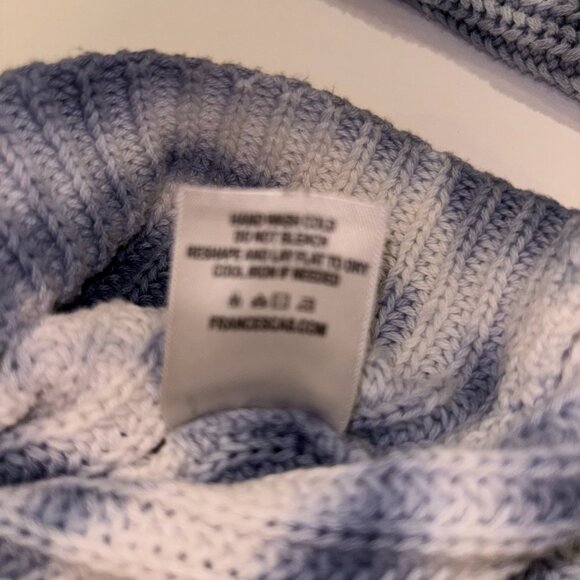 HAND WASH COLD
DO NOT BLEACH
RESHAPE AND LAY FLAT TO DRY
COOL IRON IF NEEDED
FRANCESCAS.COM